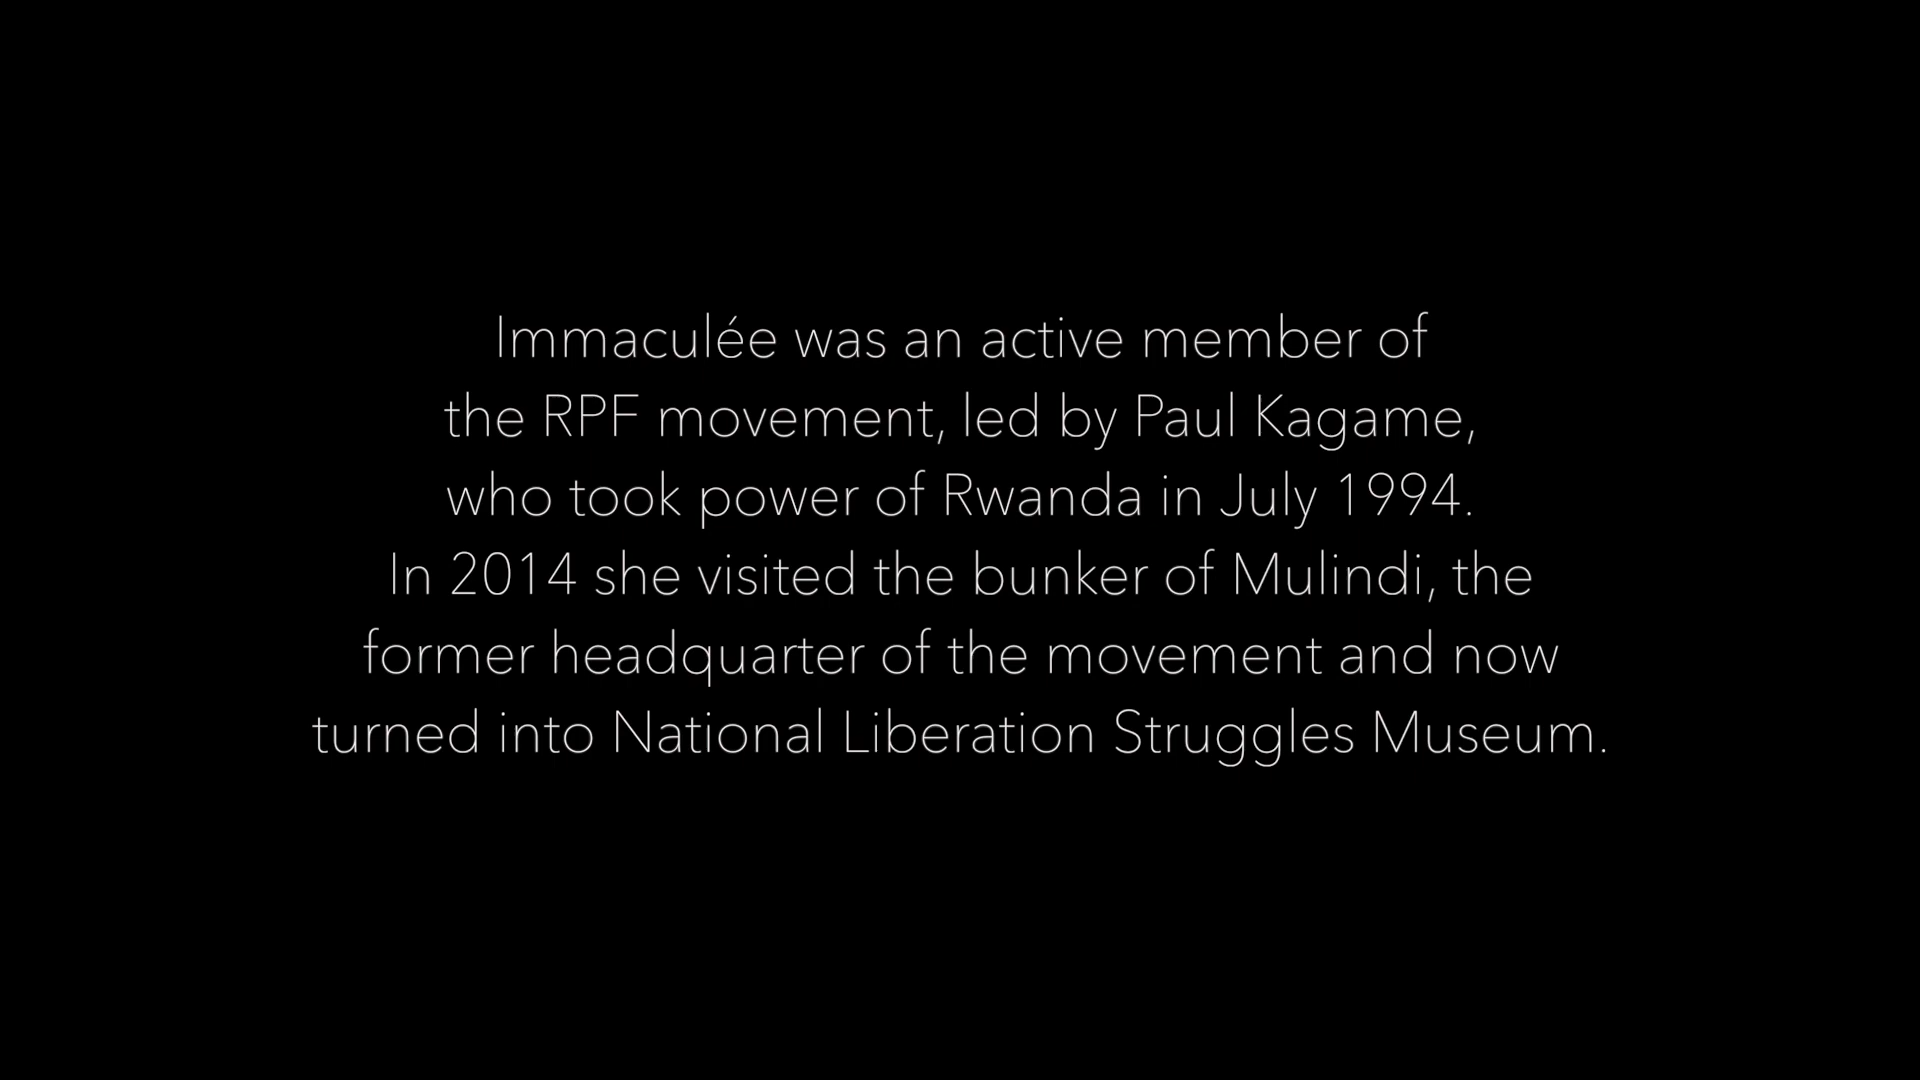 Immaculée was an active member of
the RPF movement, led by Paul Kagame,
who took power of Rwanda in July 1994.
In 2014 she visited the bunker of Mulindi, the
former headquarter of the movement and now
turned into National Liberation Struggles Museum.